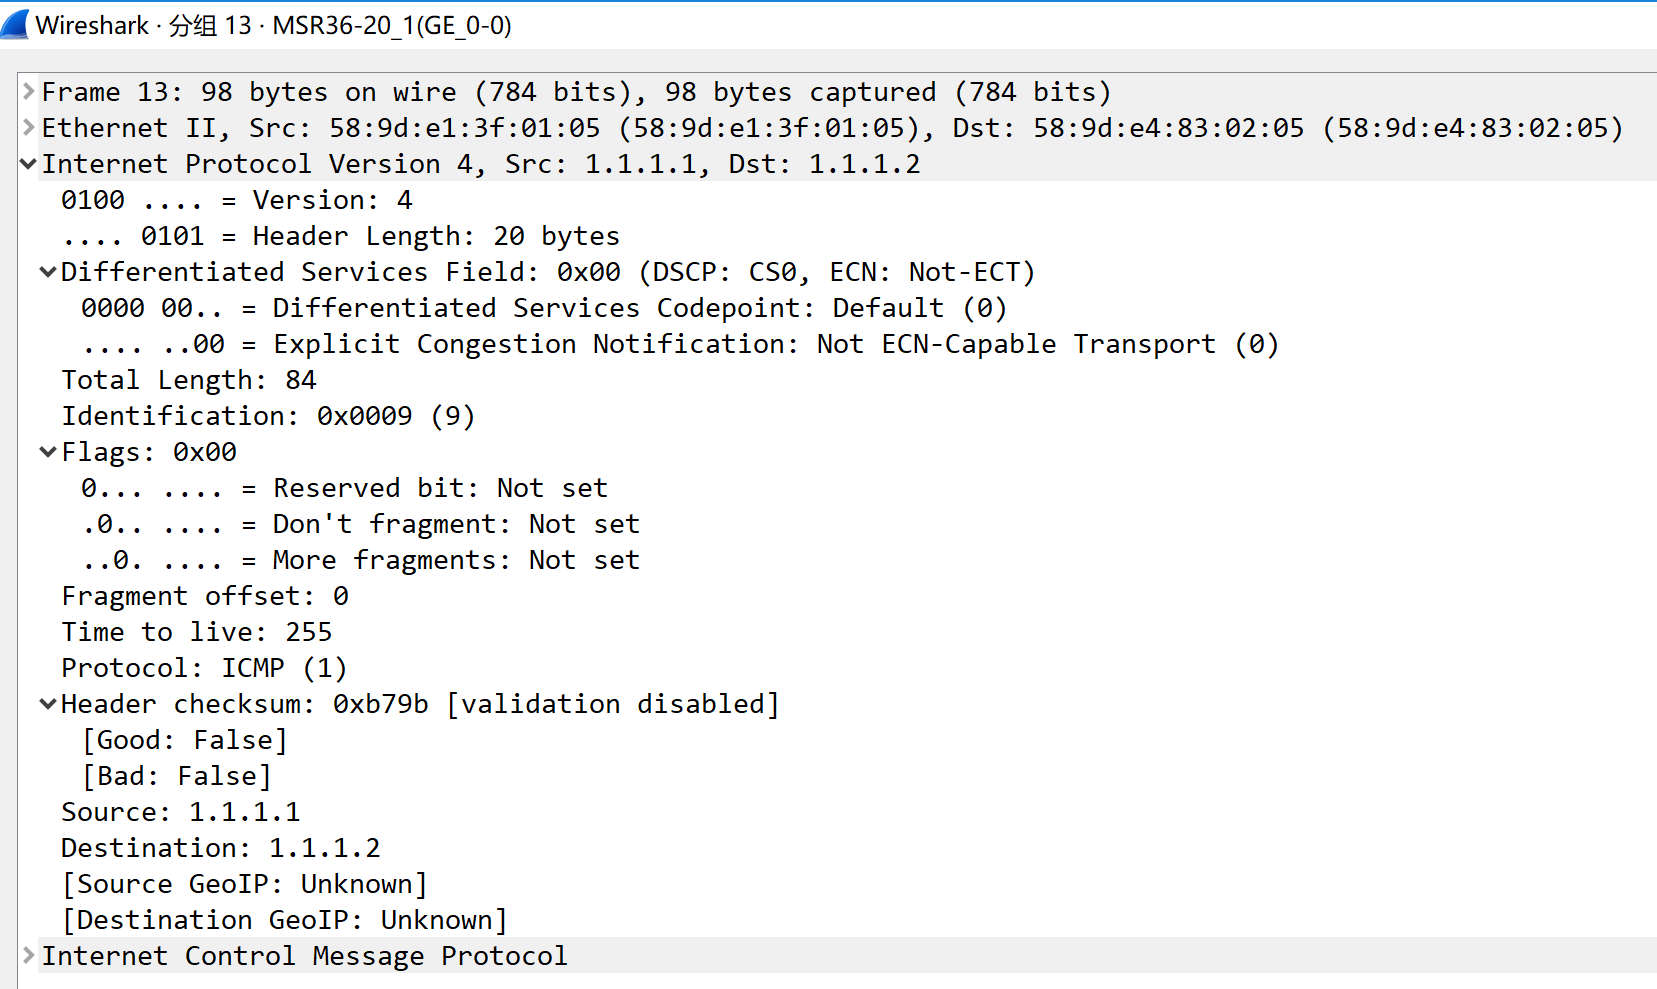 Wireshark · 分组 13 · MSR36-20_1(GE_0-0)
Frame 13: 98 bytes on wire (784 bits), 98 bytes captured (784 bits)
Ethernet II, Src: 58:9d:e1:3f:01:05 (58:9d:e1:3f:01:05), Dst: 58:9d:e4:83:02:05 (58:9d:e4:83:02:05)
Internet Protocol Version 4, Src: 1.1.1.1, Dst: 1.1.1.2
0100 .... = Version: 4
.... 0101 = Header Length: 20 bytes
Differentiated Services Field: 0x00 (DSCP: CS0, ECN: Not-ECT)
0000 00.. = Differentiated Services Codepoint: Default (0)
.... ..00 = Explicit Congestion Notification: Not ECN-Capable Transport (0)
Total Length: 84
Identification: 0x0009 (9)
Flags: 0x00
0... .... = Reserved bit: Not set
.0.. .... = Don't fragment: Not set
..0. .... = More fragments: Not set
Fragment offset: 0
Time to live: 255
Protocol: ICMP (1)
Header checksum: 0xb79b [validation disabled]
[Good: False]
[Bad: False]
Source: 1.1.1.1
Destination: 1.1.1.2
[Source GeoIP: Unknown]
[Destination GeoIP: Unknown]
Internet Control Message Protocol